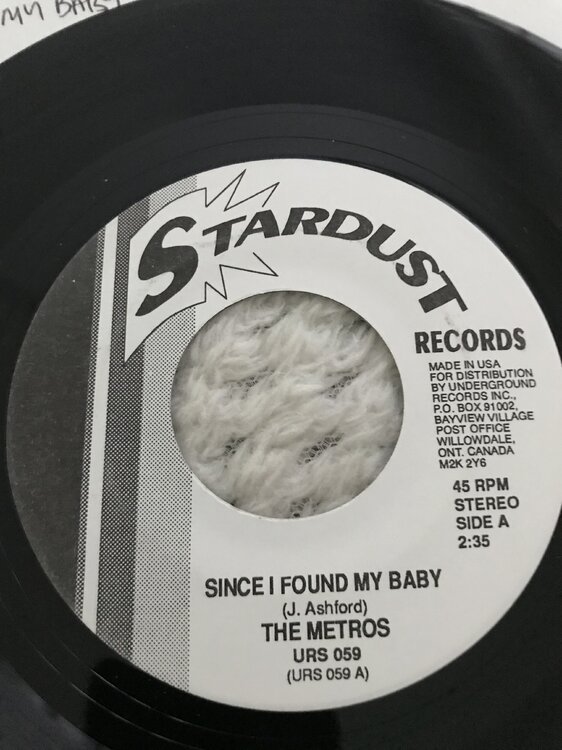 MY BABY
STARDUST
RECORDS
MADE IN USA
FOR DISTRIBUTION
BY UNDERGROUND
RECORDS INC.,
P.O. BOX 91002,
BAYVIEW VILLAGE
POST OFFICE
WILLOWDALE,
ONT. CANADA
M2K 2Y6
45 RPM
STEREO
SIDE A
2:35
SINCE I FOUND MY BABY
(J. Ashford)
THE METROS
URS 059
(URS 059 A)